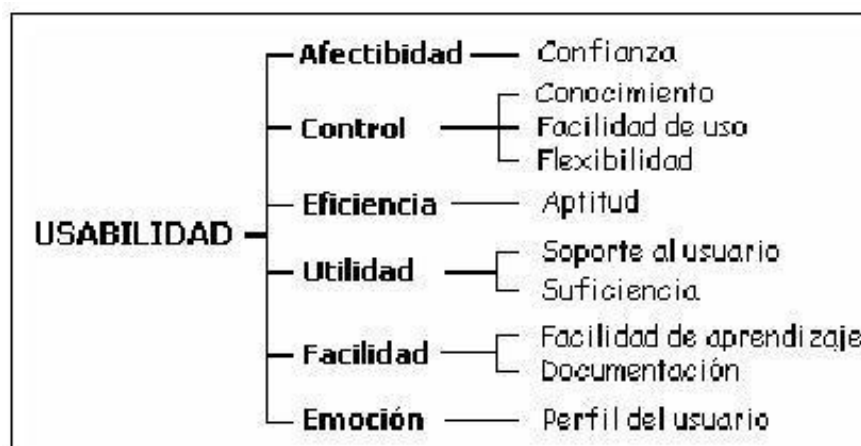 Afectibidad Confianza
Conocimiento
Control Facilidad de uso
Flexibilidad
Eficiencia Aptitud
USABILIDAD
Soporte al usuario
Utilidad
Suficiencia
Facilidad de aprendizaje
Facilidad
Documentación
Emoción Perfil del usuario